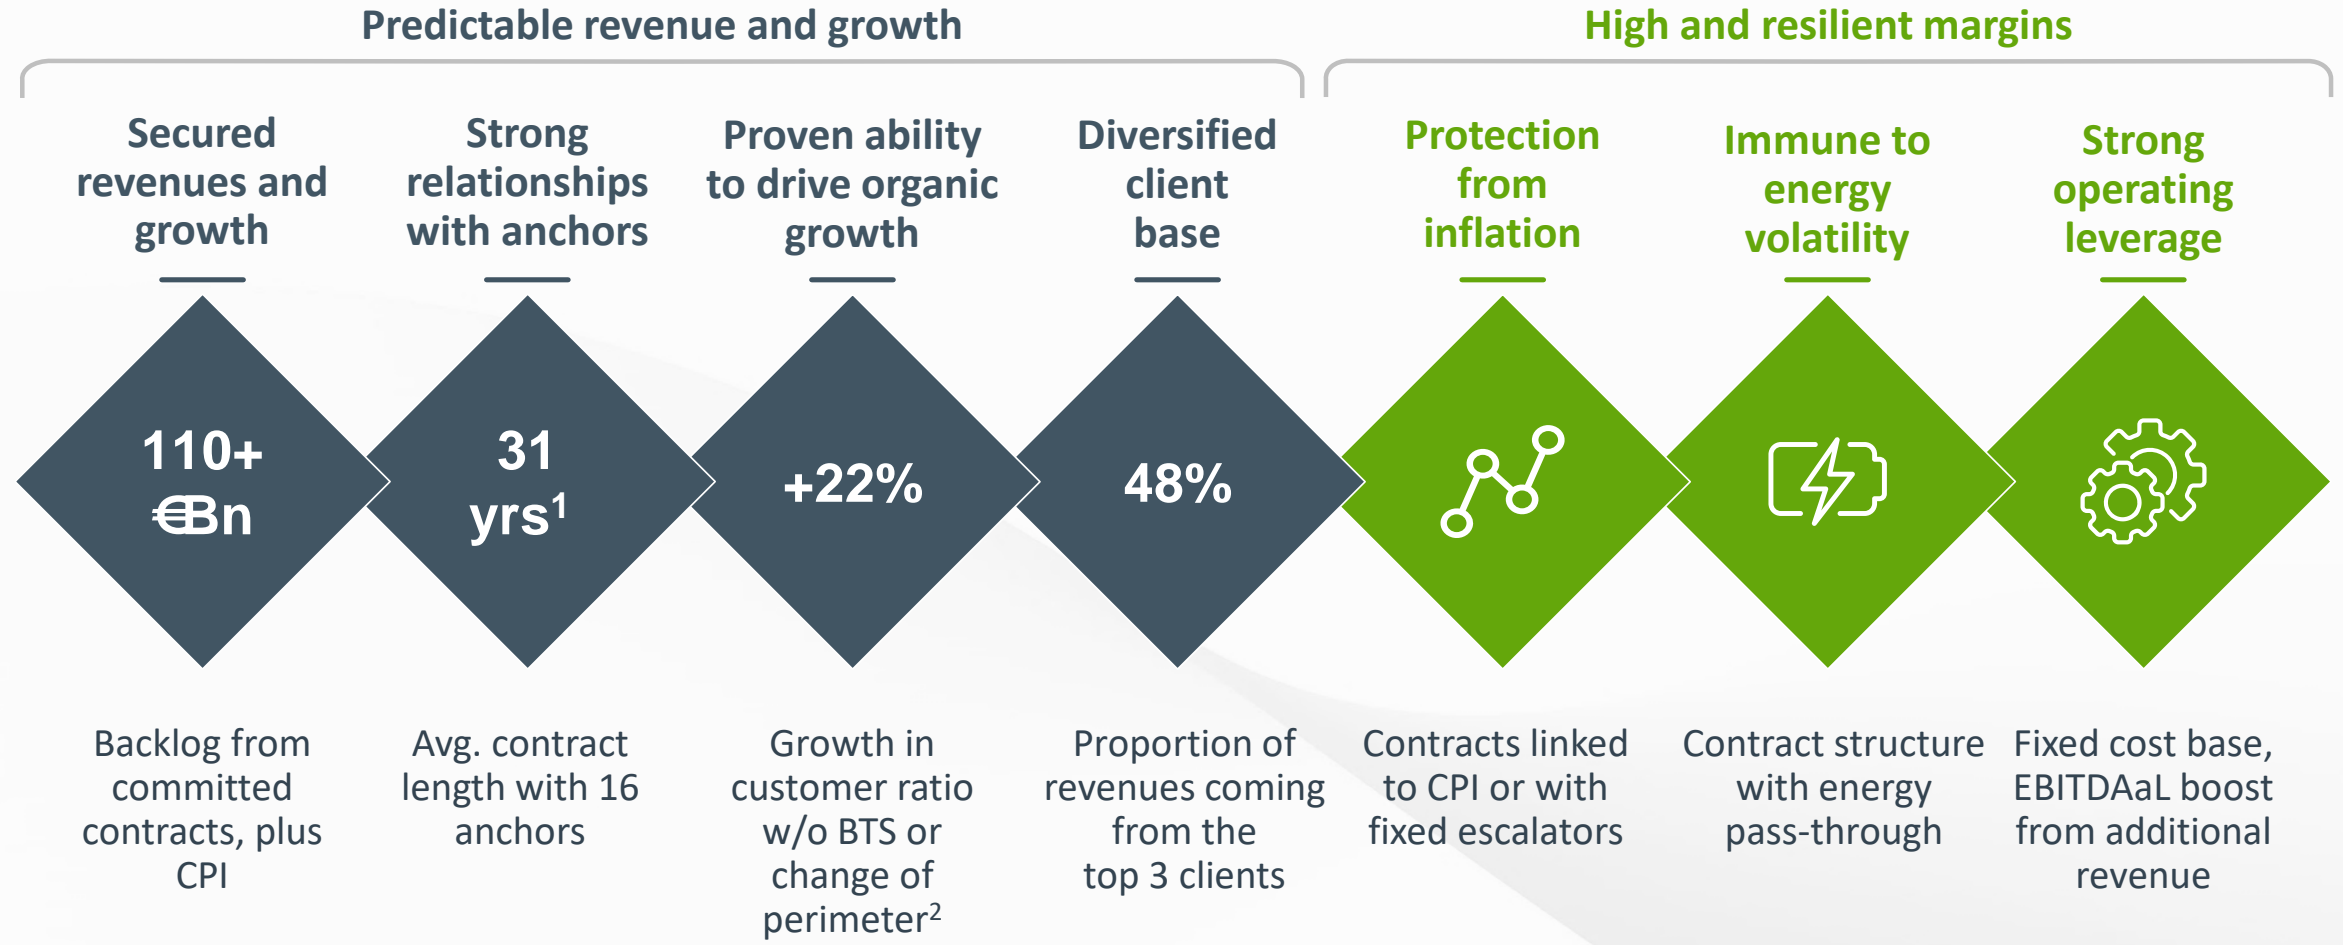 Predictable revenue and growth
High and resilient margins
Secured
revenues and
growth
Strong
relationships
with anchors
Proven ability
to drive organic
growth
Diversified
client
base
Protection
from
inflation
Immune to
energy
volatility
Strong
operating
leverage
110+
€Bn
31
yrs¹
+22%
48%
Backlog from
committed
contracts, plus
CPI
Avg. contract
length with 16
anchors
Growth in
customer ratio
w/o BTS or
change of
perimeter²
Proportion of
revenues coming
from the
top 3 clients
Contracts linked
to CPI or with
fixed escalators
Contract structure
with energy
pass-through
Fixed cost base,
EBITDAaL boost
from additional
revenue